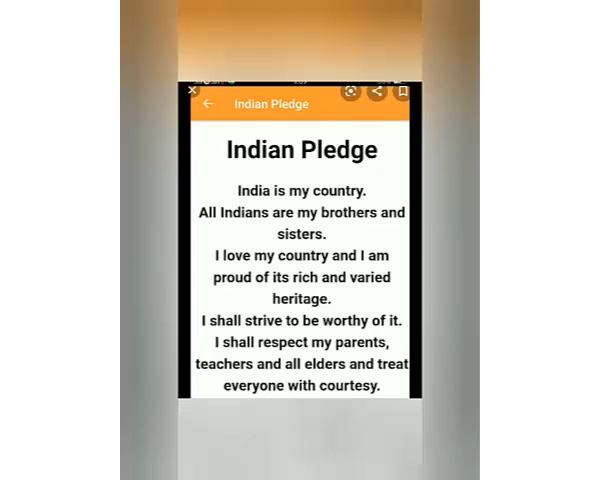 Indian Pledge
Indian Pledge
India is my country.
All Indians are my brothers and
sisters.
I love my country and I am
proud of its rich and varied
heritage.
I shall strive to be worthy of it.
I shall respect my parents,
teachers and all elders and treat
everyone with courtesy.